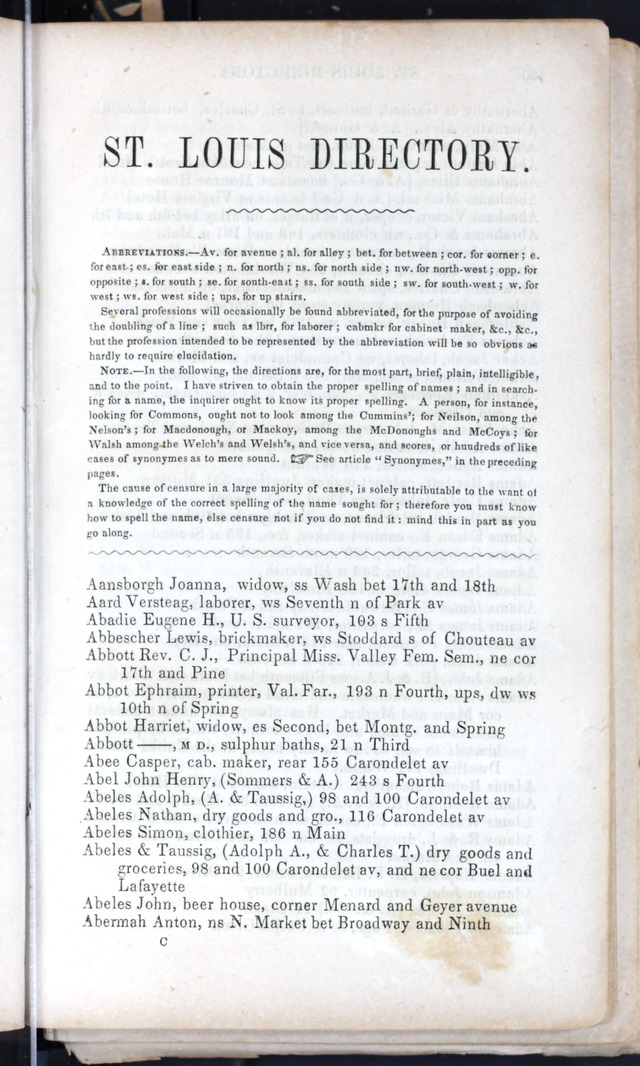 ST. LOUIS DIRECTORY.
ABBREVIATIONS.—Av. for avenue ; al. for alley ; bet. for between ; cor. for corner ; e.
for east ; es. for east side ; n. for north ; ns. for north side ; nw. for north-west ; opp. for
opposite ; s. for south ; se. for south-east ; ss. for south side ; sw. for south-west ; w. for
west ; ws. for west side ; ups. for up stairs.
Several professions will occasionally be found abbreviated, for the purpose of avoiding
the doubling of a line ; such as lbrr, for laborer ; cabmkr for cabinet maker, &c., &c.,
but the profession intended to be represented by the abbreviation will be so obvious as
hardly to require elucidation.
NOTE.—In the following, the directions are, for the most part, brief, plain, intelligible,
and to the point. I have striven to obtain the proper spelling of names ; and in search-
ing for a name, the inquirer ought to know its proper spelling. A person, for instance,
looking for Commons, ought not to look among the Cummins'; for Neilson, among the
Nelson's ; for Macdonough, or Mackoy, among the McDonoughs and McCoys ; for
Walsh among the Welch's and Welsh's, and vice versa, and scores, or hundreds of like
cases of synonymes as to mere sound. ☞ See article "Synonymes," in the preceding
pages.
The cause of censure in a large majority of cases, is solely attributable to the want of
a knowledge of the correct spelling of the name sought for ; therefore you must know
how to spell the name, else censure not if you do not find it : mind this in part as you
go along.
Aansborgh Joanna, widow, ss Wash bet 17th and 18th
Aard Versteag, laborer, ws Seventh n of Park av
Abadie Eugene H., U. S. surveyor, 103 s Fifth
Abbescher Lewis, brickmaker, ws Stoddard s of Chouteau av
Abbott Rev. C. J., Principal Miss. Valley Fem. Sem., ne cor
17th and Pine
Abbot Ephraim, printer, Val. Far., 193 n Fourth, ups, dw ws
10th n of Spring
Abbot Harriet, widow, es Second, bet Montg. and Spring
Abbott ——, M D., sulphur baths, 21 n Third
Abee Casper, cab. maker, rear 155 Carondelet av
Abel John Henry, (Sommers & A.) 243 s Fourth
Abeles Adolph, (A. & Taussig,) 98 and 100 Carondelet av
Abeles Nathan, dry goods and gro., 116 Carondelet av
Abeles Simon, clothier, 186 n Main
Abeles & Taussig, (Adolph A., & Charles T.) dry goods and
groceries, 98 and 100 Carondelet av, and ne cor Buel and
Lafayette
Abeles John, beer house, corner Menard and Geyer avenue
Abermah Anton, ns N. Market bet Broadway and Ninth
C